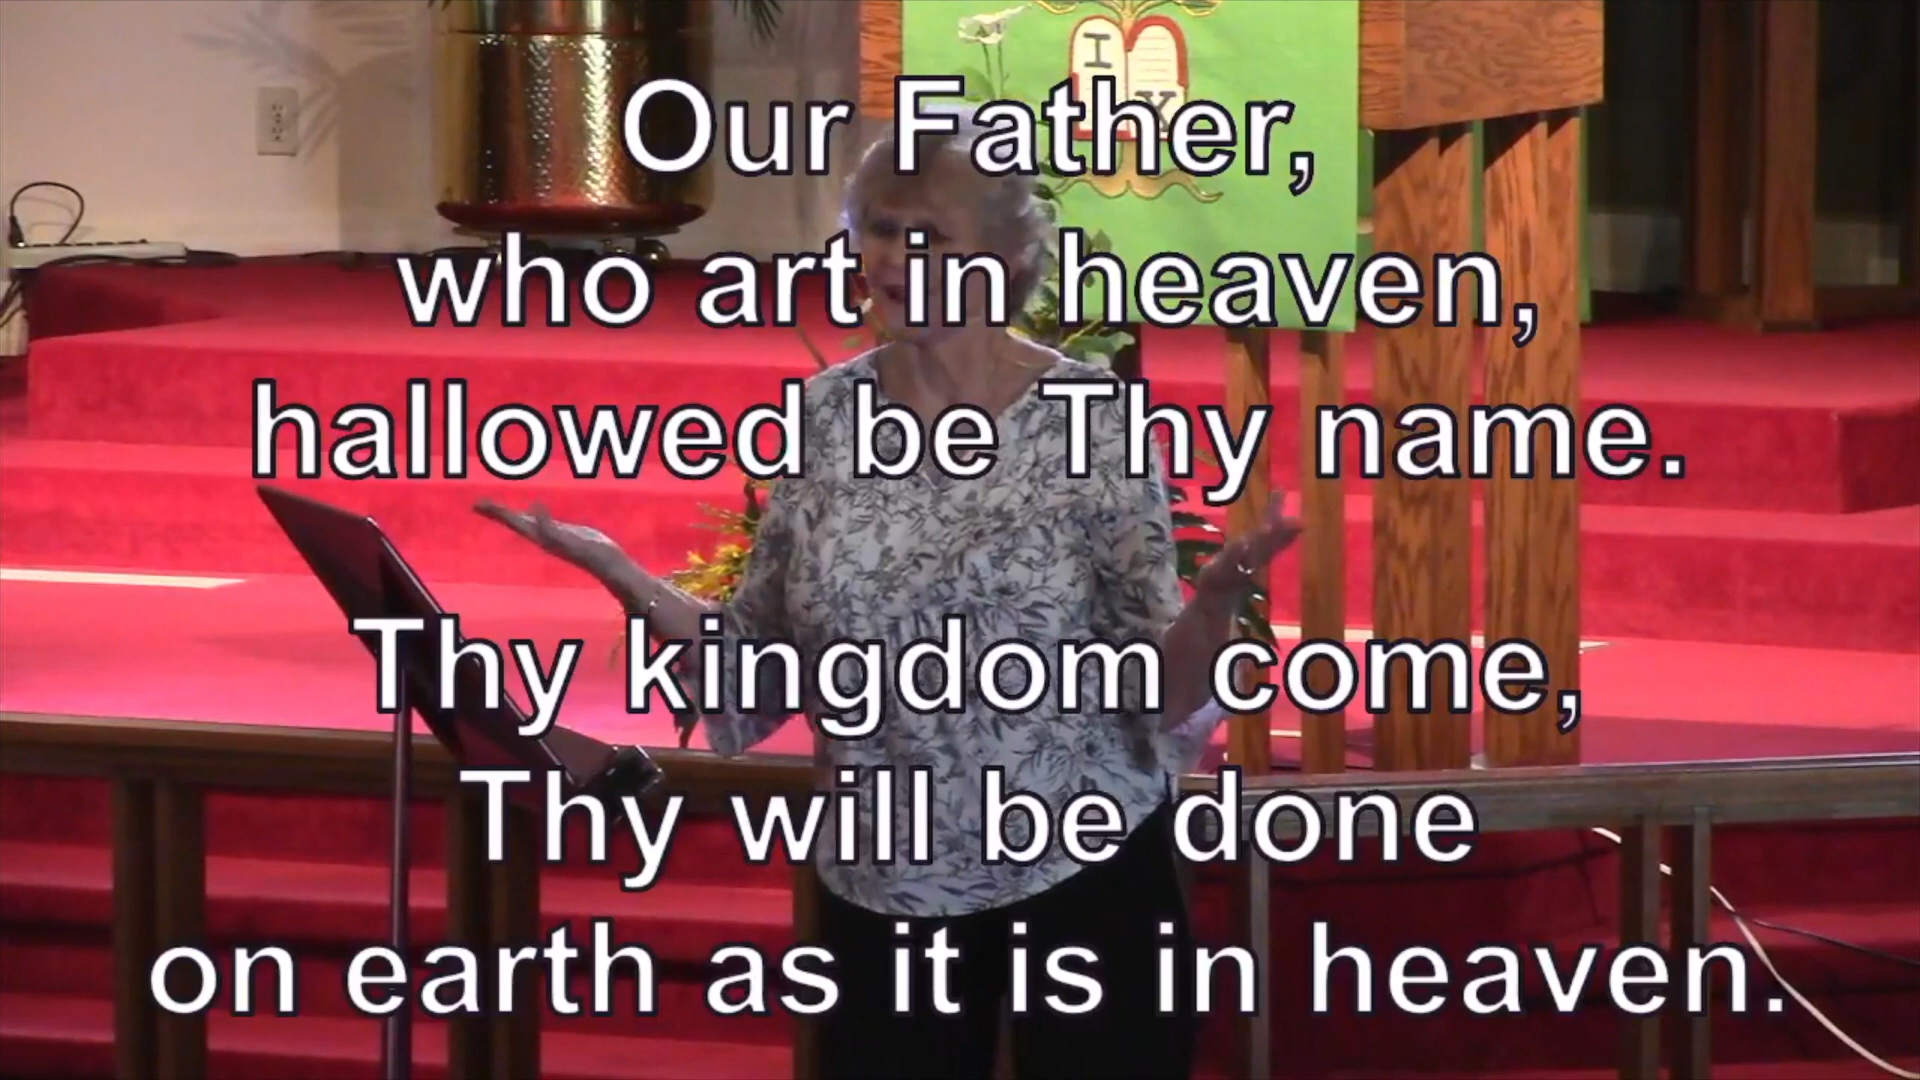 I
X
Our Father,
who art in heaven,
hallowed be Thy name.
Thy kingdom come,
Thy will be done
on earth as it is in heaven.